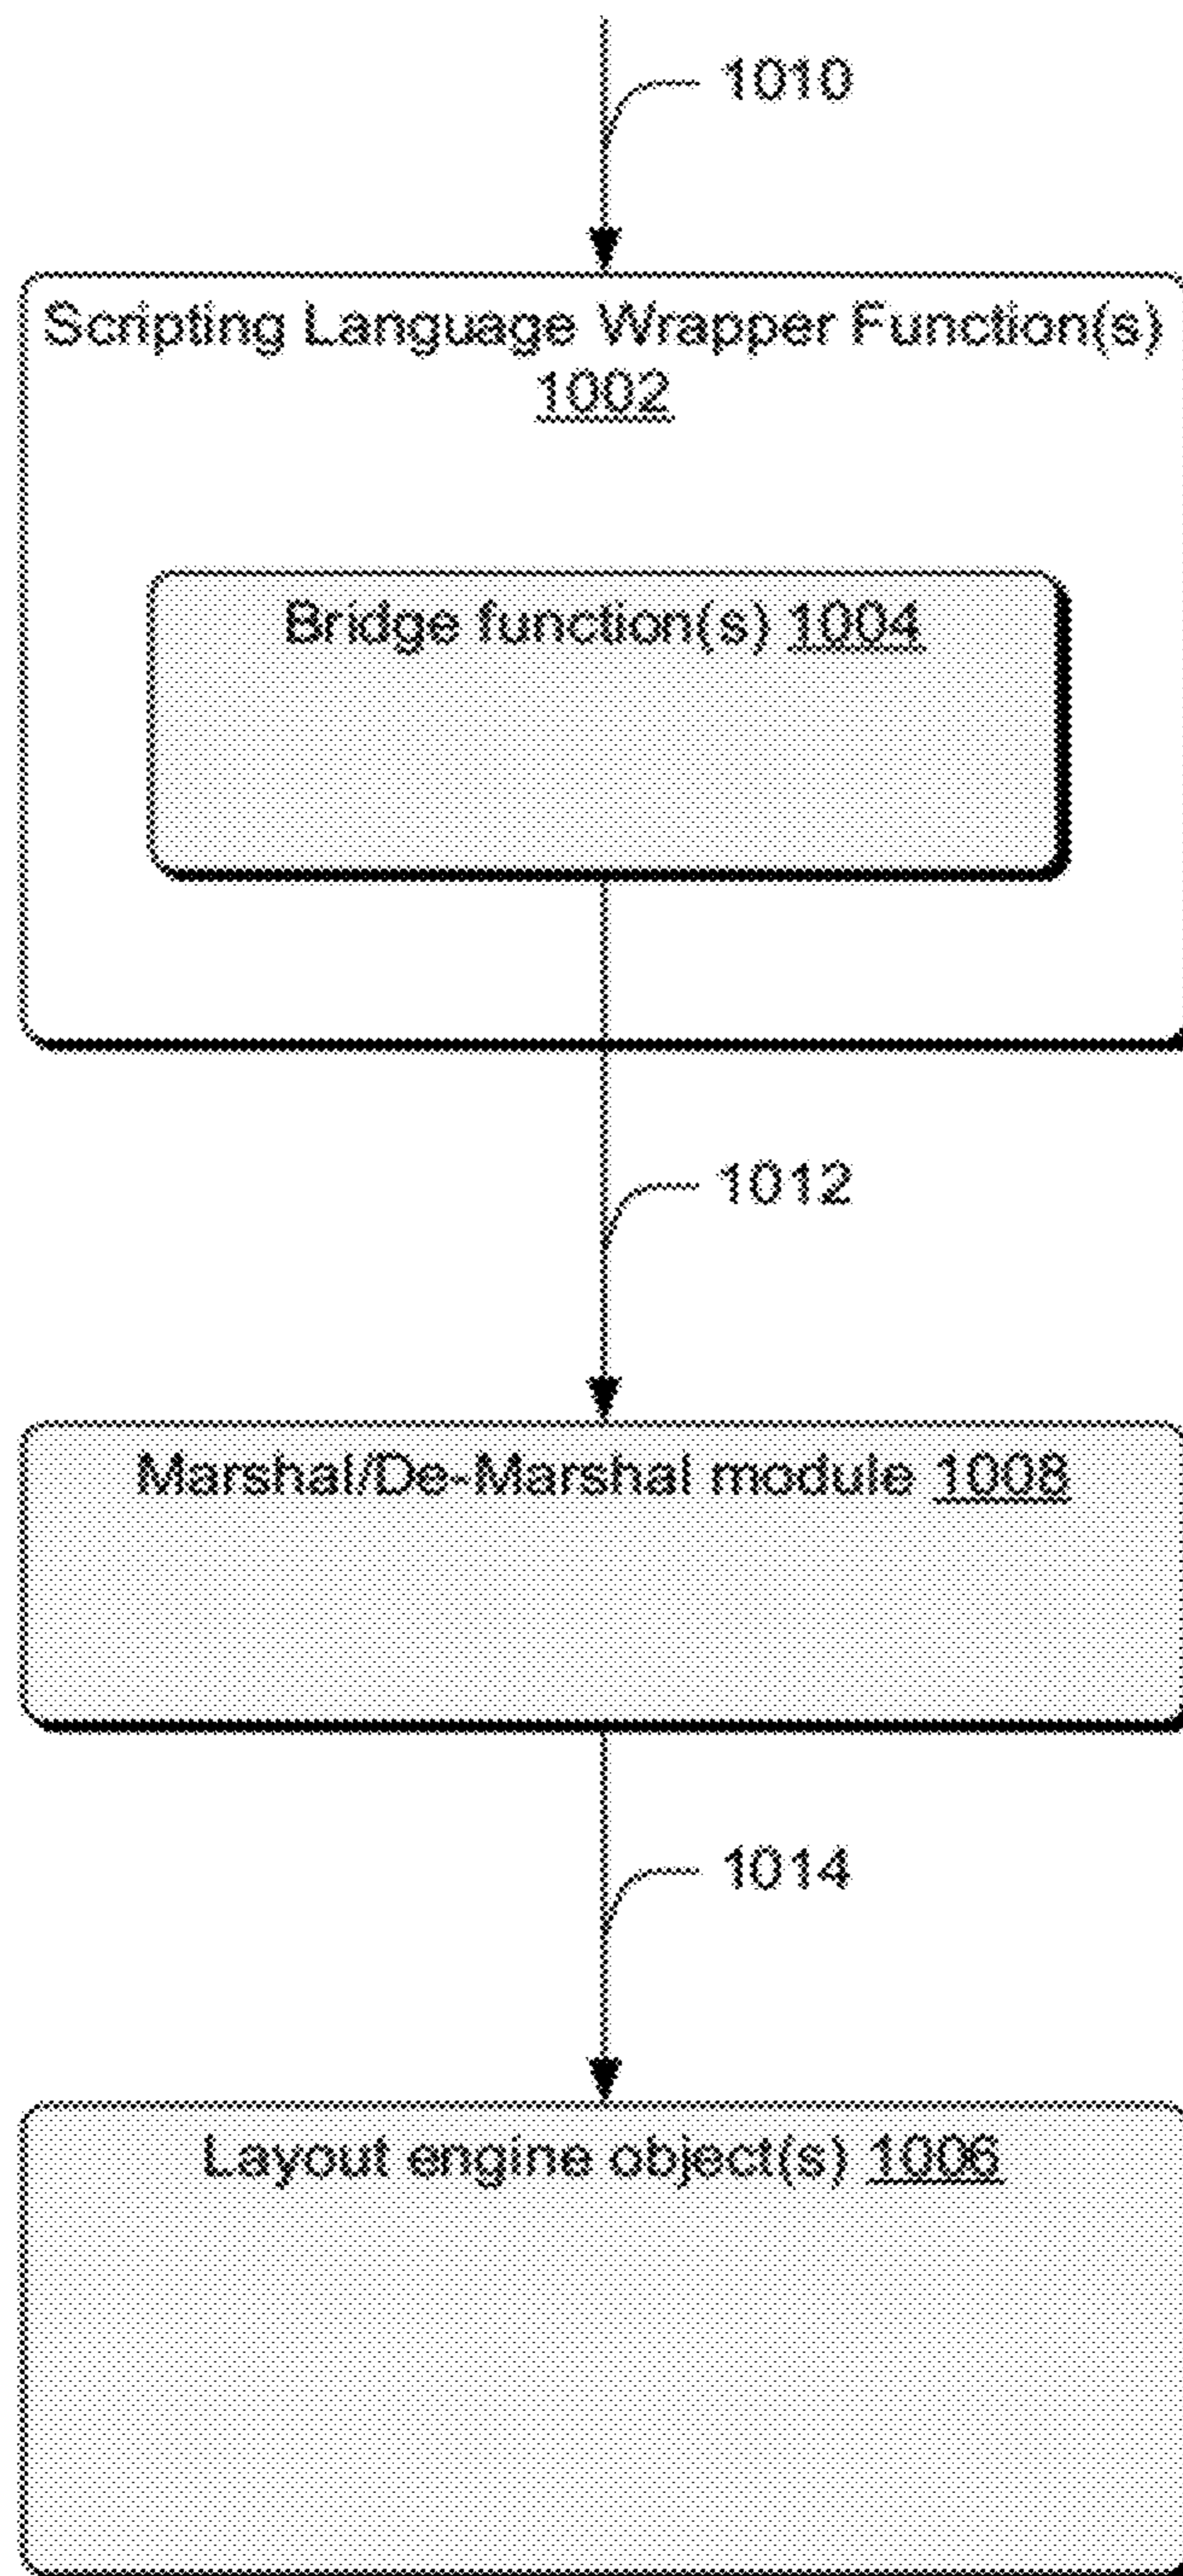 1010
Scripting Language Wrapper Function(s)
1002
Bridge function(s) 1004
1012
Marshal/De-Marshal module 1008
1014
Layout engine object(s) 1006